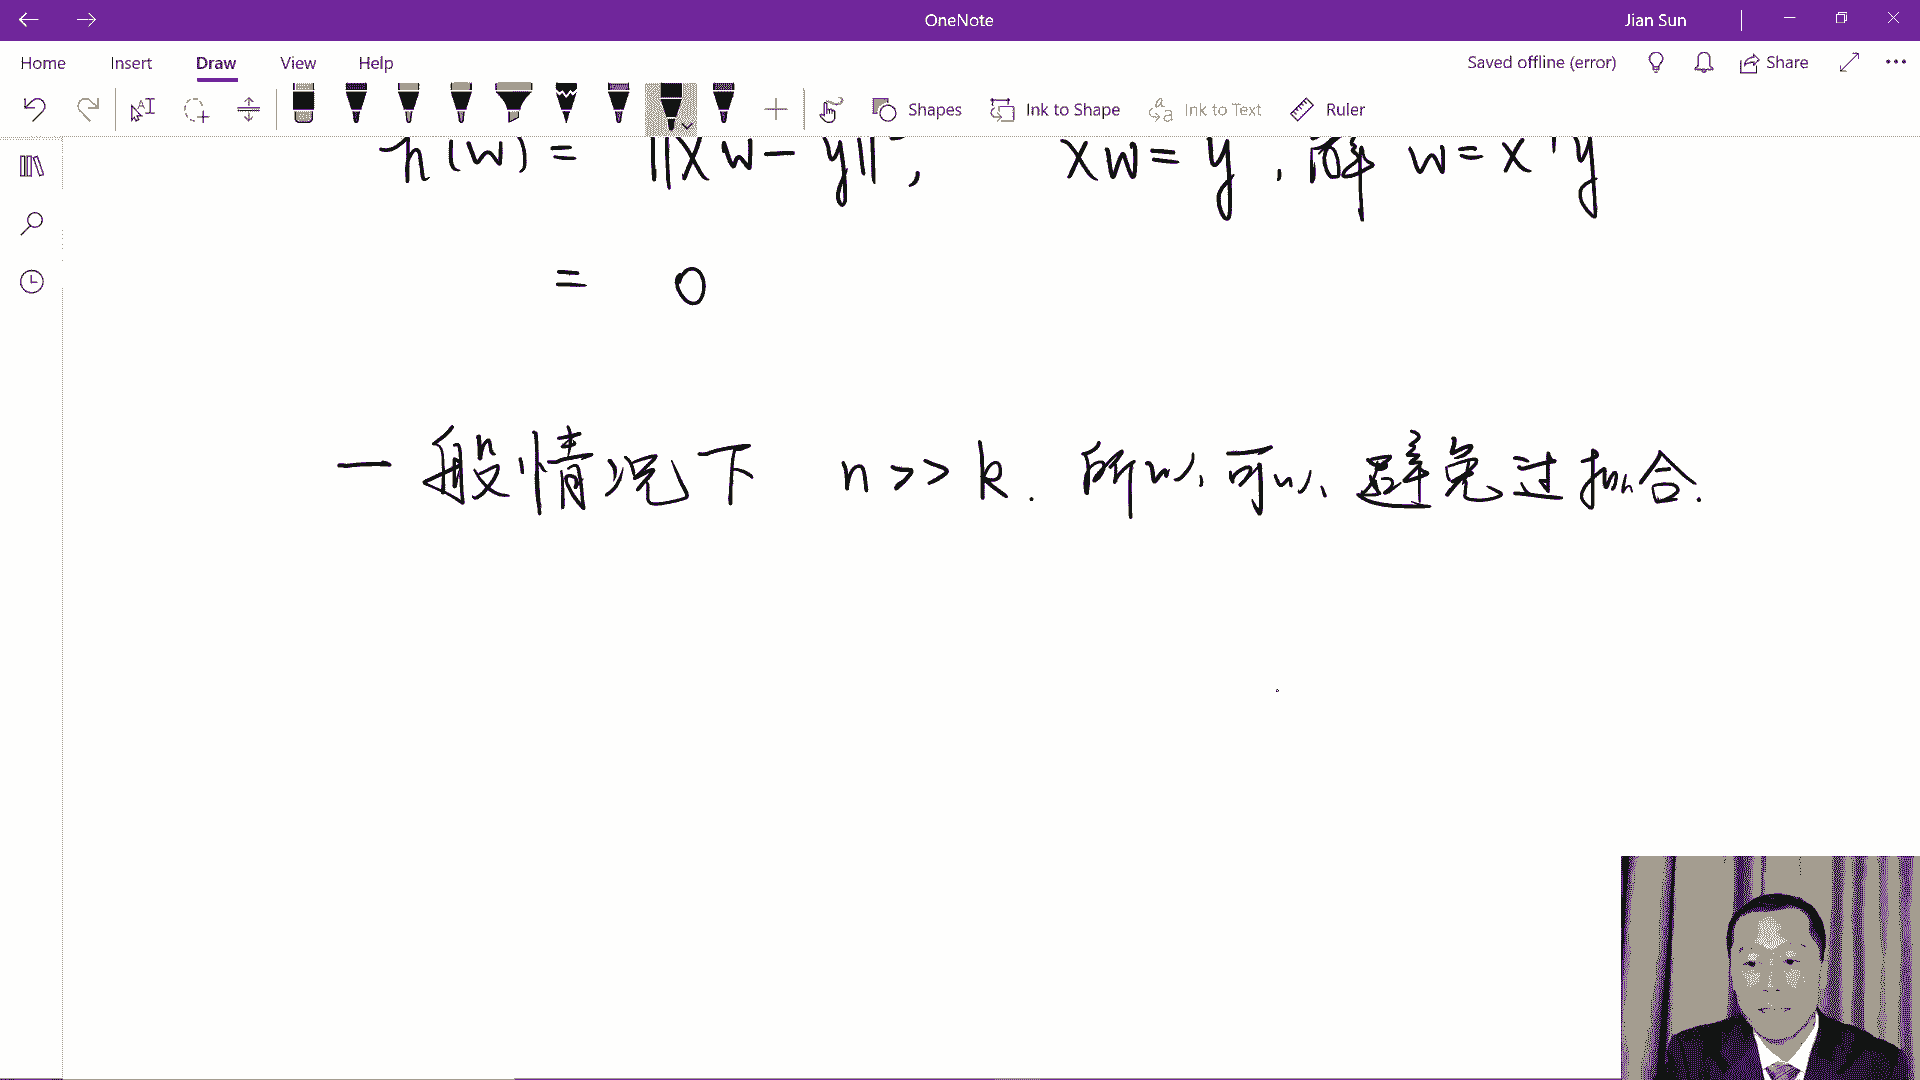 OneNote
Jian Sun
Home Insert Draw View Help
Saved offline (error) Share
Shapes Ink to Shape Ink to Text Ruler
h(w) = ||Xw - y||², Xw = y, 解 w = X⁻¹y
= 0
一般情况下 n >> k. 所以可以避免过拟合.